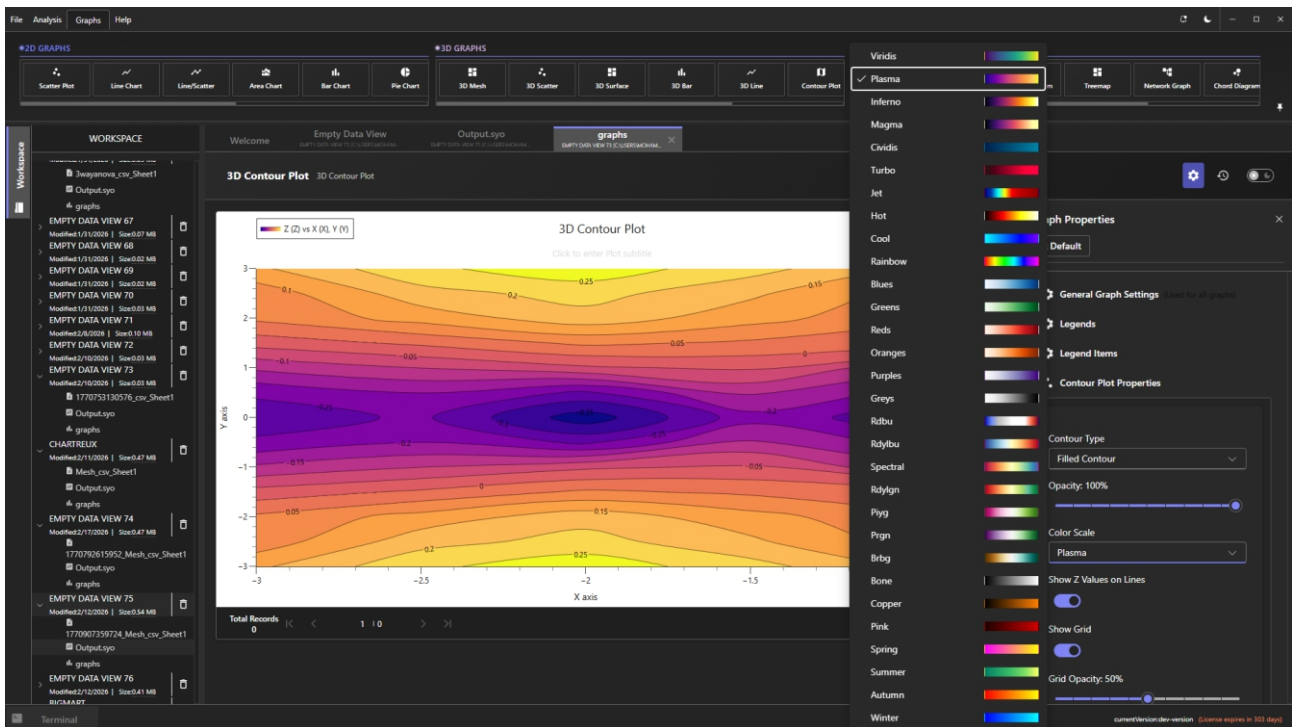 File Analysis Graphs Help
2D GRAPHS
Scatter Plot Line Chart Line/Scatter Area Chart Bar Chart Pie Chart
3D GRAPHS
3D Mesh 3D Scatter 3D Surface 3D Bar 3D Line Contour Plot
Treemap Network Graph Chord Diagram
Workspace
WORKSPACE
3wayanova_csv_Sheet1
Output.syo
graphs
EMPTY DATA VIEW 67
Modified:1/31/2026 | Size:0.07 MB
EMPTY DATA VIEW 68
Modified:1/31/2026 | Size:0.02 MB
EMPTY DATA VIEW 69
Modified:1/31/2026 | Size:0.02 MB
EMPTY DATA VIEW 70
Modified:1/31/2026 | Size:0.03 MB
EMPTY DATA VIEW 71
Modified:2/8/2026 | Size:0.10 MB
EMPTY DATA VIEW 72
Modified:2/10/2026 | Size:0.03 MB
EMPTY DATA VIEW 73
Modified:2/10/2026 | Size:0.03 MB
1770753130576_csv_Sheet1
Output.syo
graphs
CHARTREUX
Modified:2/11/2026 | Size:0.47 MB
Mesh_csv_Sheet1
Output.syo
graphs
EMPTY DATA VIEW 74
Modified:2/17/2026 | Size:0.47 MB
1770792615952_Mesh_csv_Sheet1
Output.syo
graphs
EMPTY DATA VIEW 75
Modified:2/12/2026 | Size:0.54 MB
1770907359724_Mesh_csv_Sheet1
Output.syo
graphs
EMPTY DATA VIEW 76
Modified:2/12/2026 | Size:0.41 MB
BIGMART
Terminal
Welcome
Empty Data View
Output.syo
graphs
3D Contour Plot 3D Contour Plot
Z (Z) vs X (X), Y (Y)
3D Contour Plot
Click to enter Plot subtitle
3
2
1
0
−1
−2
−3
Y axis
0.1 0.2 0.25 0.15
−0.1 −0.05 0.05 0
−0.2
−0.15 −0.05
0
0.05 0.15
0.2 0.25
−3 −2.5 −2 −1.5
X axis
Total Records
0
1 0
Viridis
Plasma
Inferno
Magma
Cividis
Turbo
Jet
Hot
Cool
Rainbow
Blues
Greens
Reds
Oranges
Purples
Greys
Rdbu
Rdylbu
Spectral
Rdylgn
Piyg
Prgn
Brbg
Bone
Copper
Pink
Spring
Summer
Autumn
Winter
ph Properties
Default
General Graph Settings (Used for all graphs)
Legends
Legend Items
Contour Plot Properties
Contour Type
Filled Contour
Opacity: 100%
Color Scale
Plasma
Show Z Values on Lines
Show Grid
Grid Opacity: 50%
currentVersion:dev-version (License expires in 303 days)